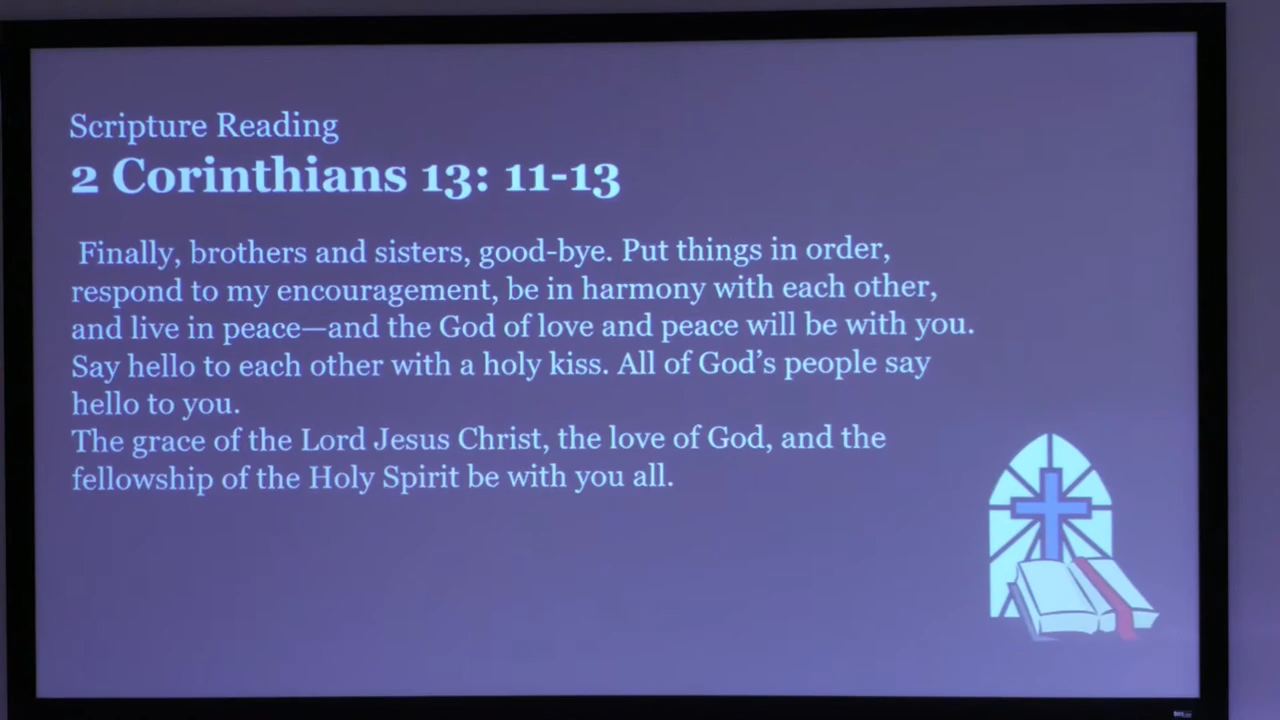 Scripture Reading
2 Corinthians 13: 11-13
Finally, brothers and sisters, good-bye. Put things in order,
respond to my encouragement, be in harmony with each other,
and live in peace—and the God of love and peace will be with you.
Say hello to each other with a holy kiss. All of God’s people say
hello to you.
The grace of the Lord Jesus Christ, the love of God, and the
fellowship of the Holy Spirit be with you all.